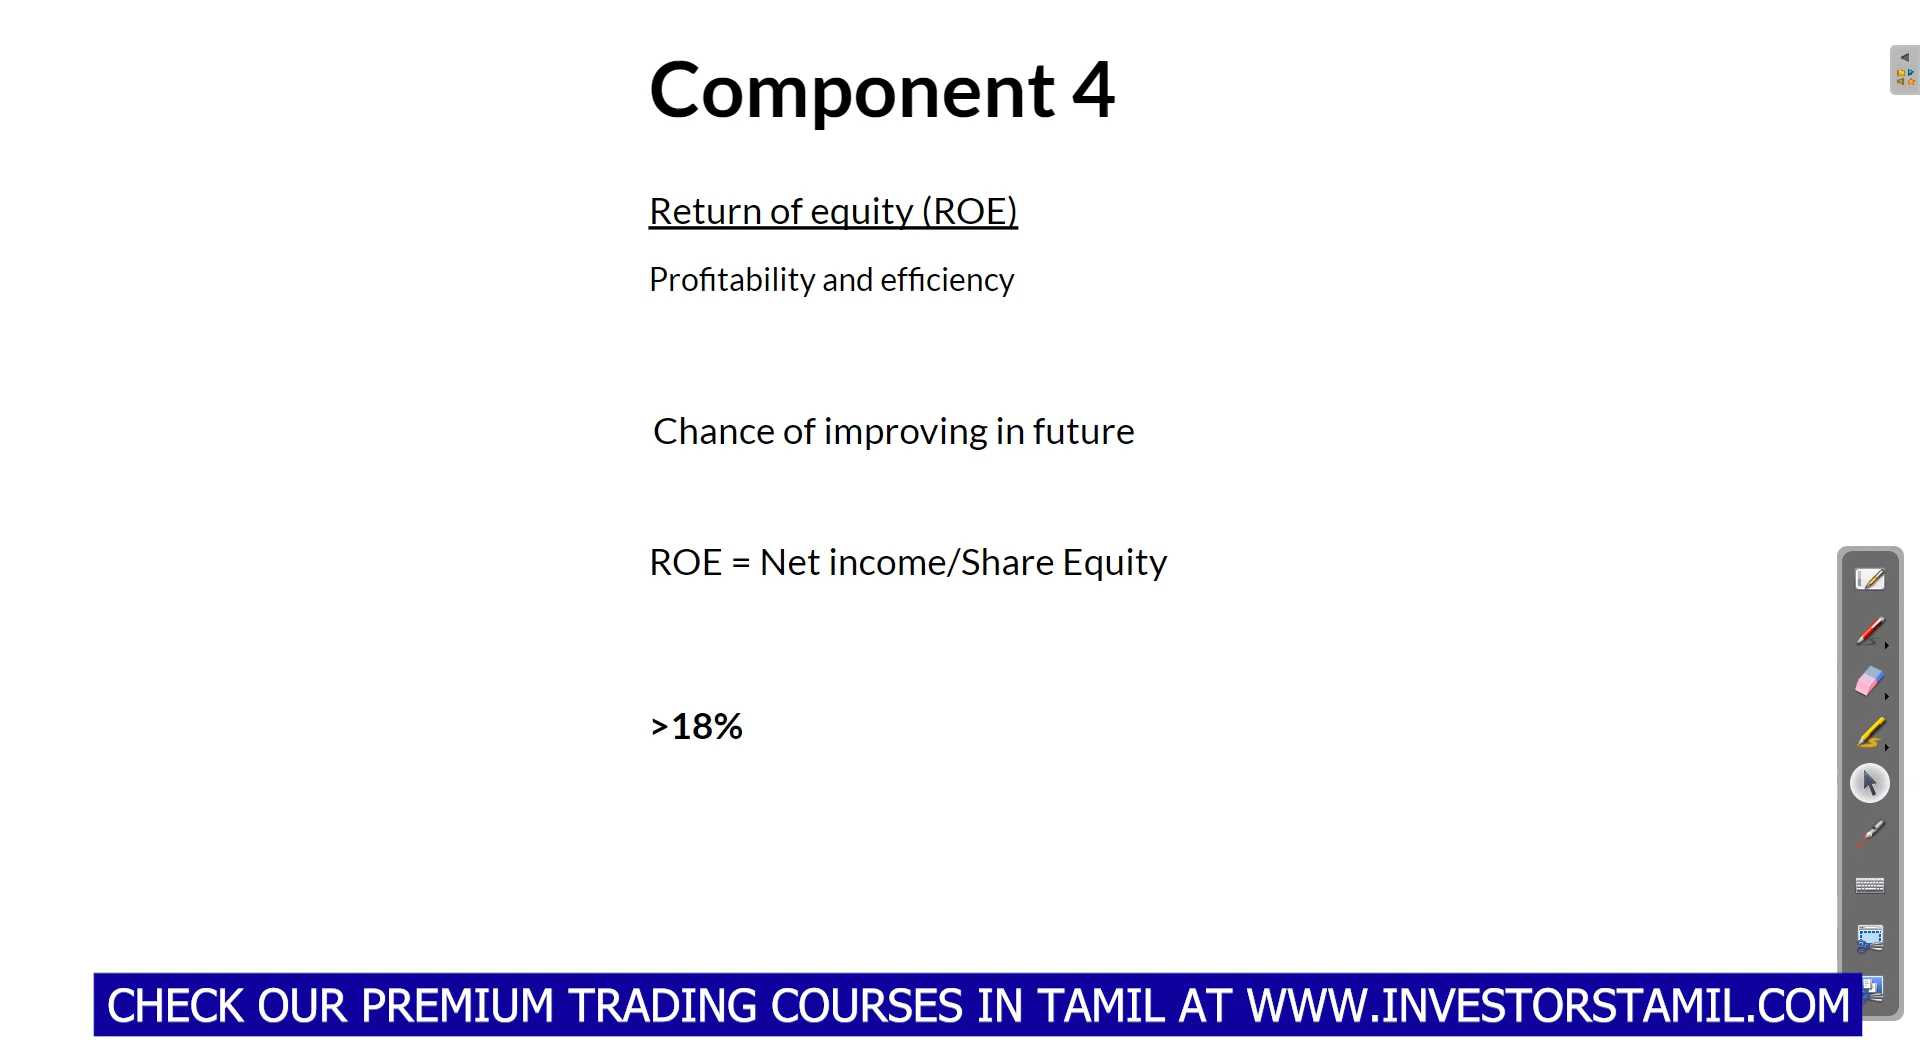 Component 4
Return of equity (ROE)
Profitability and efficiency
Chance of improving in future
ROE = Net income/Share Equity
>18%
CHECK OUR PREMIUM TRADING COURSES IN TAMIL AT WWW.INVESTORSTAMIL.COM